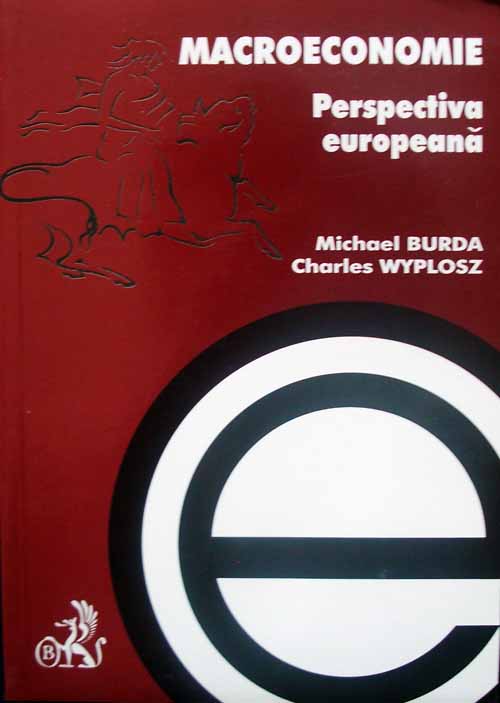 MACROECONOMIE
Perspectiva
europeană
Michael BURDA
Charles WYPLOSZ
e
B